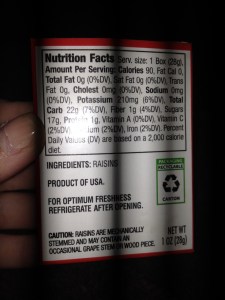 Nutrition Facts Serv. size: 1 Box (28g),
Amount Per Serving: Calories 90, Fat Cal 0,
Total Fat 0g (0%DV), Sat Fat 0g (0%DV), Trans
Fat 0g, Cholest 0mg (0%DV), Sodium 0mg
(0%DV), Potassium 210mg (6%DV), Total
Carb 22g (7%DV), Fiber 1g (4%DV), Sugars
17g, Protein 1g, Vitamin A (0%DV), Vitamin C
(2%DV), Calcium (2%DV), Iron (2%DV). Percent
Daily Values (DV) are based on a 2,000 calorie
diet.
INGREDIENTS: RAISINS
PRODUCT OF USA.
FOR OPTIMUM FRESHNESS
REFRIGERATE AFTER OPENING.
RECYCLABLE
CARTON
CAUTION: RAISINS ARE MECHANICALLY
STEMMED AND MAY CONTAIN AN
OCCASIONAL GRAPE STEM OR WOOD PIECE.
NET WT
1 OZ (28g)